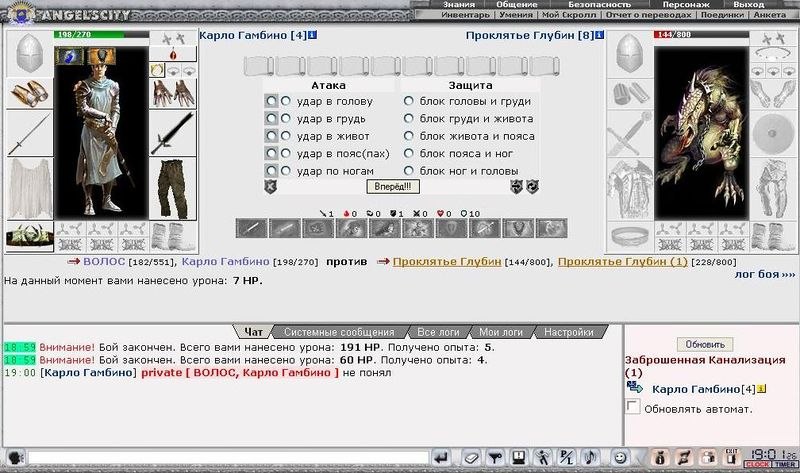 ANGELSCITY
Знания Общение Безопасность Персонаж Выход
Инвентарь Умения Мой Скролл Отчет о переводах Поединки Анкета
198/270 Карло Гамбино [4] Проклятье Глубин [8] 144/800
Атака Защита
удар в голову блок головы и груди
удар в грудь блок груди и живота
удар в живот блок живота и пояса
удар в пояс(пах) блок пояса и ног
удар по ногам блок ног и головы
Вперёд!!!
1 0 0 1 0 0 10
ВОЛОС [182/551], Карло Гамбино [198/270] против Проклятье Глубин [144/800], Проклятье Глубин (1) [228/800]
лог боя »»
На данный момент вами нанесено урона: 7 HP.
Чат Системные сообщения Все логи Мои логи Настройки
18:59 Внимание! Бой закончен. Всего вами нанесено урона: 191 HP. Получено опыта: 5.
18:59 Внимание! Бой закончен. Всего вами нанесено урона: 60 HP. Получено опыта: 4.
19:00 [Карло Гамбино] private [ ВОЛОС, Карло Гамбино ] не понял
Обновить
Заброшенная Канализация
(1)
Карло Гамбино[4]
Обновлять автомат.
P/L EXIT 19:01 26
CLOCK TIMER